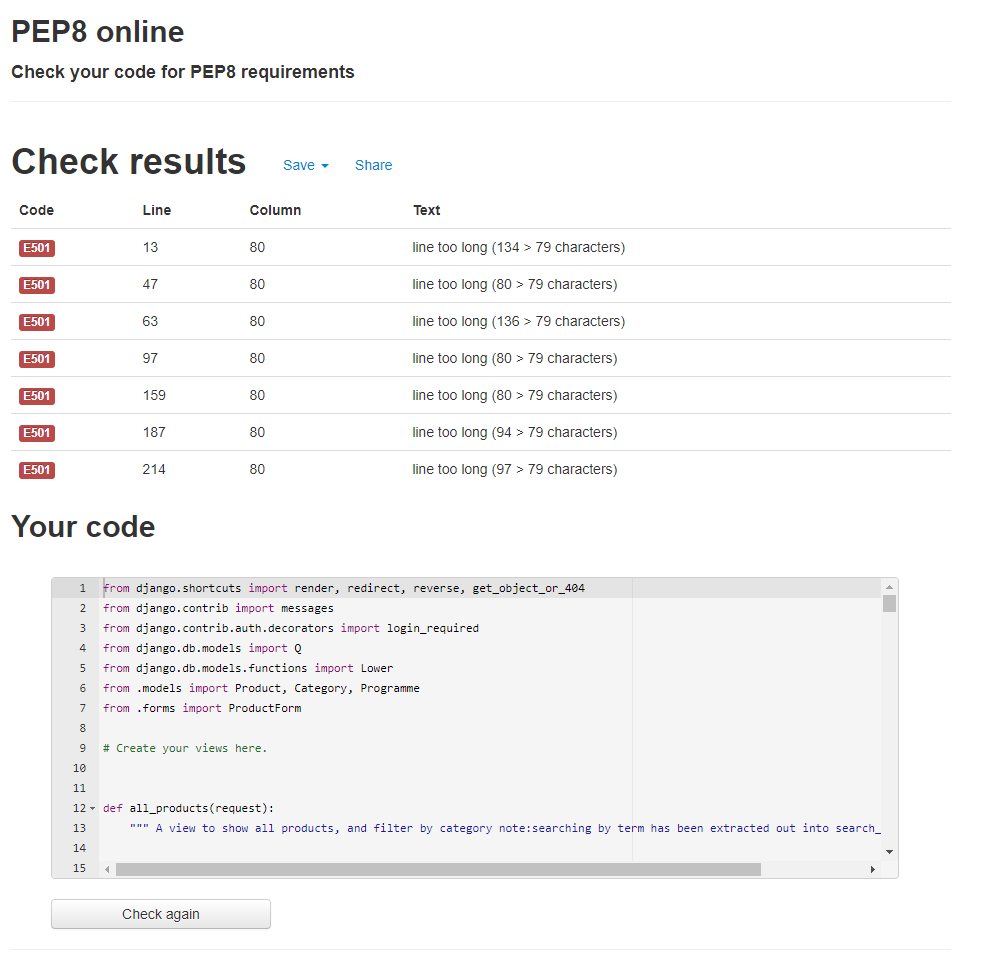 PEP8 online
Check your code for PEP8 requirements
Check results Save Share
Code Line Column Text
E501 13 80 line too long (134 > 79 characters)
E501 47 80 line too long (80 > 79 characters)
E501 63 80 line too long (136 > 79 characters)
E501 97 80 line too long (80 > 79 characters)
E501 159 80 line too long (80 > 79 characters)
E501 187 80 line too long (94 > 79 characters)
E501 214 80 line too long (97 > 79 characters)
Your code
1 from django.shortcuts import render, redirect, reverse, get_object_or_404
2 from django.contrib import messages
3 from django.contrib.auth.decorators import login_required
4 from django.db.models import Q
5 from django.db.models.functions import Lower
6 from .models import Product, Category, Programme
7 from .forms import ProductForm
8
9 # Create your views here.
10
11
12 def all_products(request):
13 """ A view to show all products, and filter by category note:searching by term has been extracted out into search_
14
15
Check again